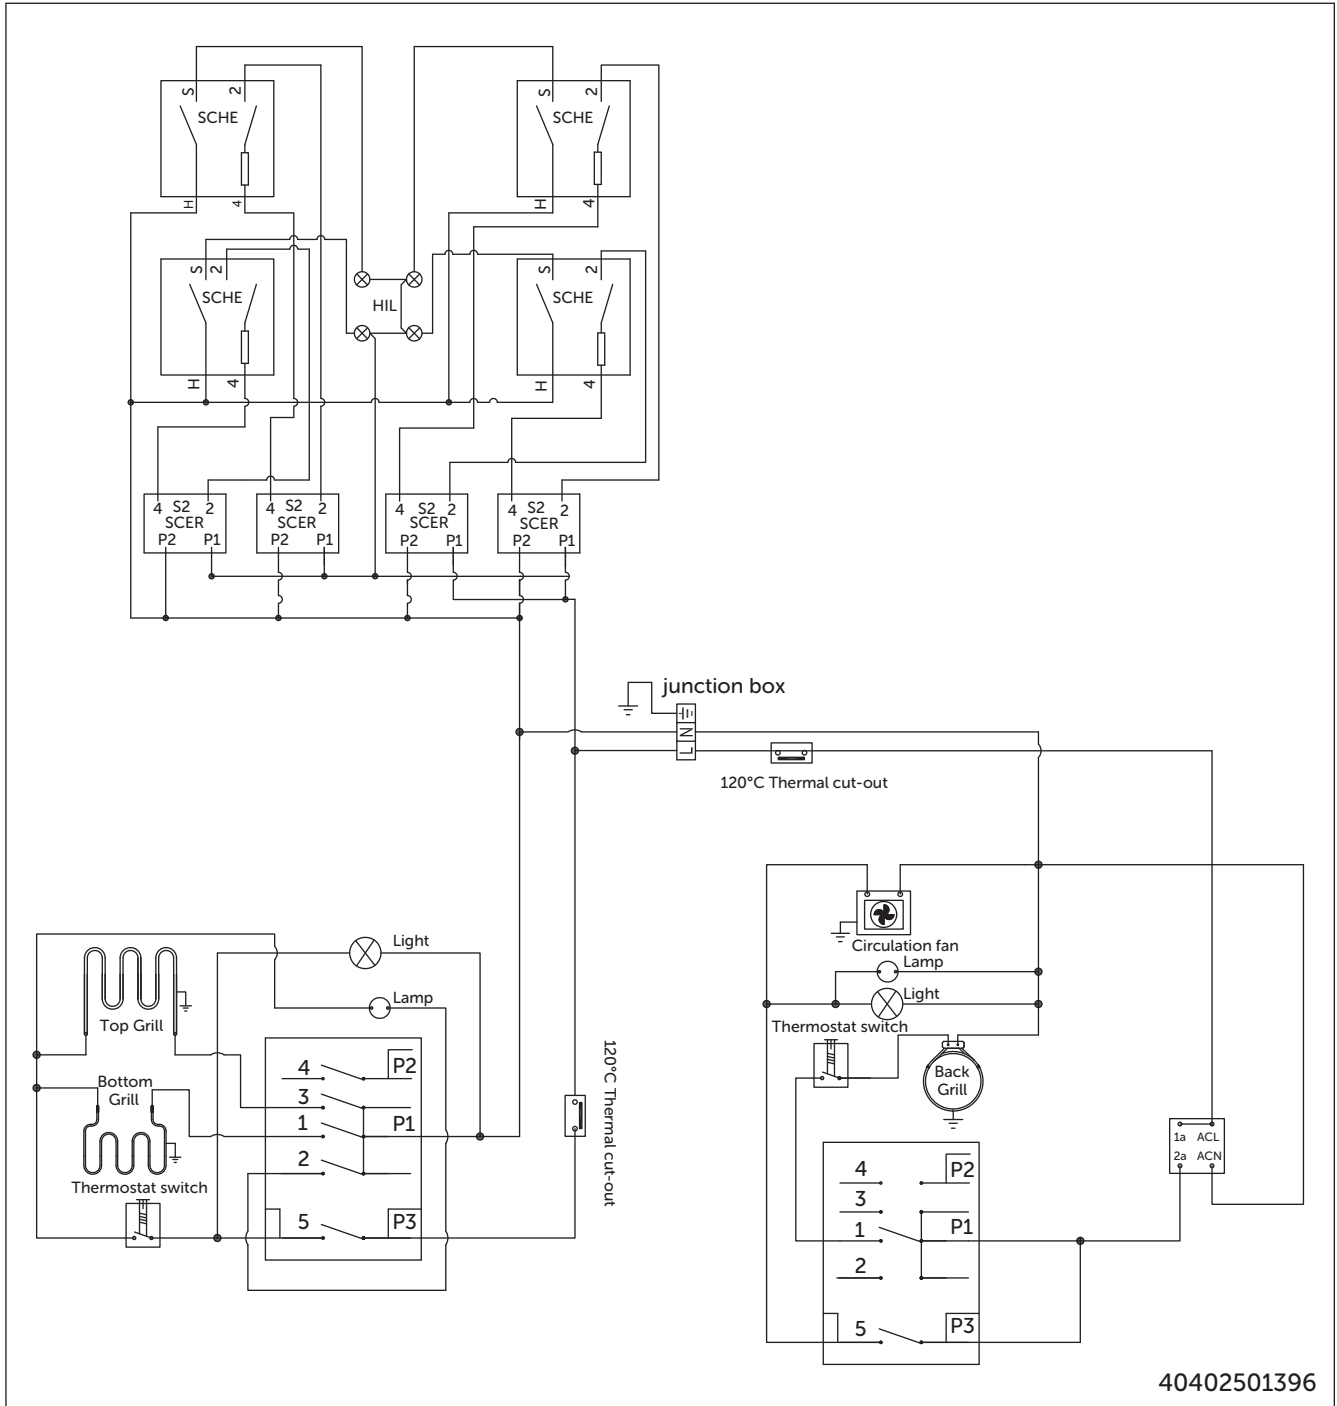 S 2
SCHE
H 4
S 2
SCHE
H 4
S 2
SCHE
H 4
S 2
SCHE
H 4
HIL
4 S2 2
SCER
P2 P1
4 S2 2
SCER
P2 P1
4 S2 2
SCER
P2 P1
4 S2 2
SCER
P2 P1
junction box
N
L
120°C Thermal cut-out
Light
Lamp
Top Grill
Bottom
Grill
Thermostat switch
4 P2
3
1 P1
2
5 P3
120°C Thermal cut-out
Circulation fan
Lamp
Light
Thermostat switch
Back
Grill
1a ACL
2a ACN
4 P2
3
1 P1
2
5 P3
40402501396